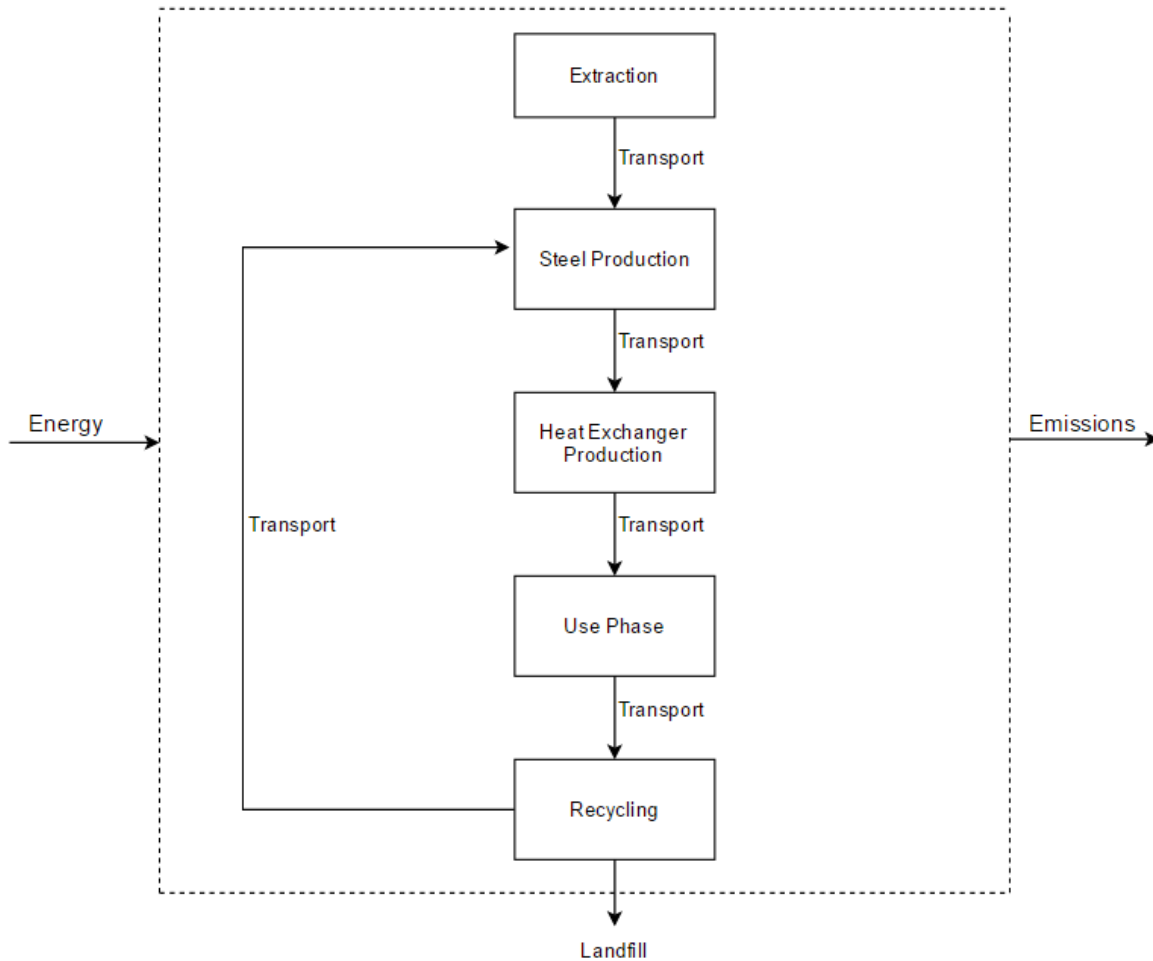 Extraction
Transport
Steel Production
Transport
Energy
Emissions
Heat Exchanger
Production
Transport
Transport
Use Phase
Transport
Recycling
Landfill